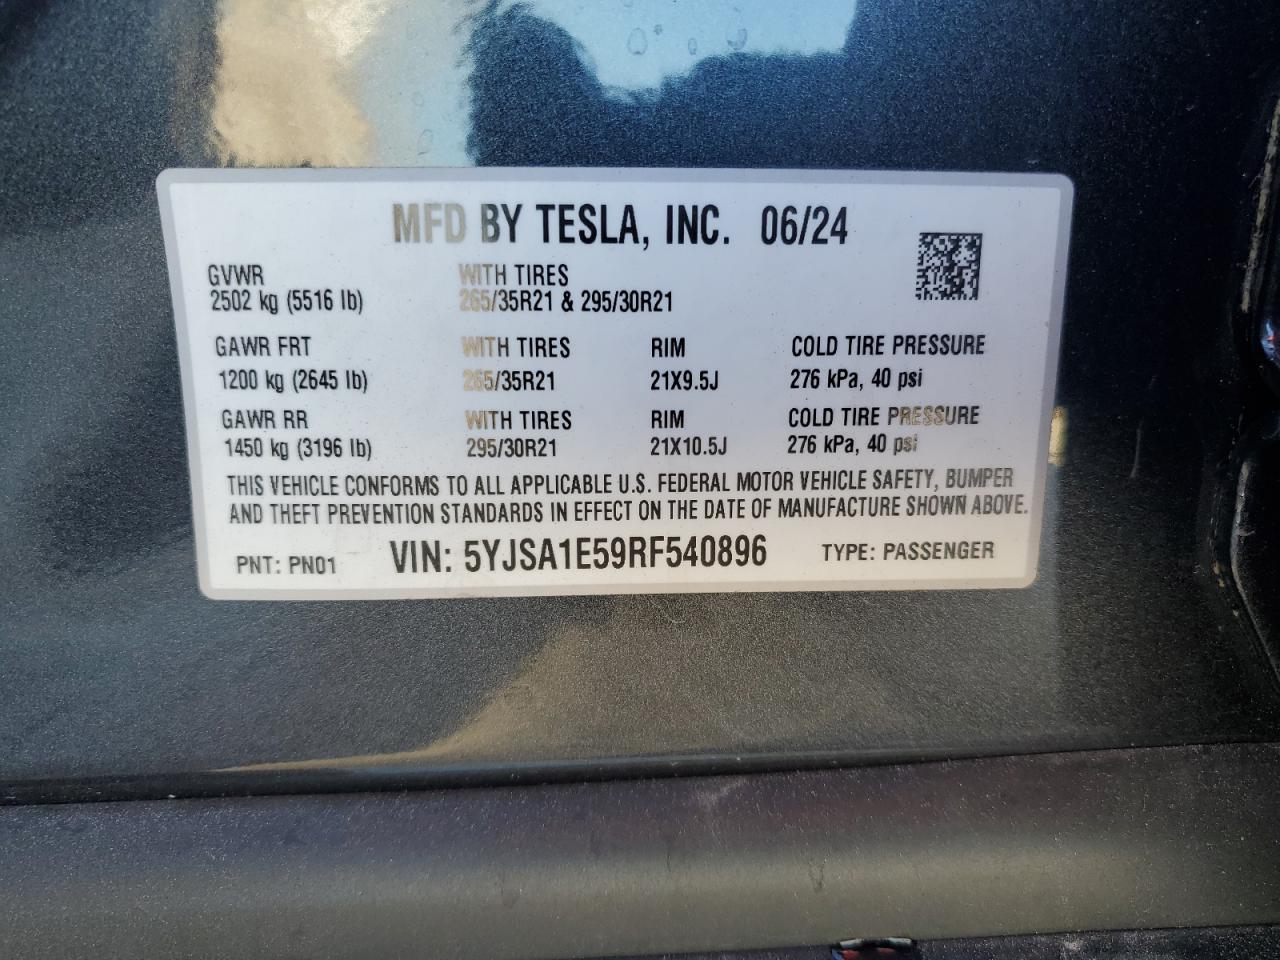 MFD BY TESLA, INC. 06/24
GVWR WITH TIRES
2502 kg (5516 lb) 265/35R21 & 295/30R21
GAWR FRT WITH TIRES RIM COLD TIRE PRESSURE
1200 kg (2645 lb) 265/35R21 21X9.5J 276 kPa, 40 psi
GAWR RR WITH TIRES RIM COLD TIRE PRESSURE
1450 kg (3196 lb) 295/30R21 21X10.5J 276 kPa, 40 psi
THIS VEHICLE CONFORMS TO ALL APPLICABLE U.S. FEDERAL MOTOR VEHICLE SAFETY, BUMPER
AND THEFT PREVENTION STANDARDS IN EFFECT ON THE DATE OF MANUFACTURE SHOWN ABOVE.
PNT: PN01 VIN: 5YJSA1E59RF540896 TYPE: PASSENGER